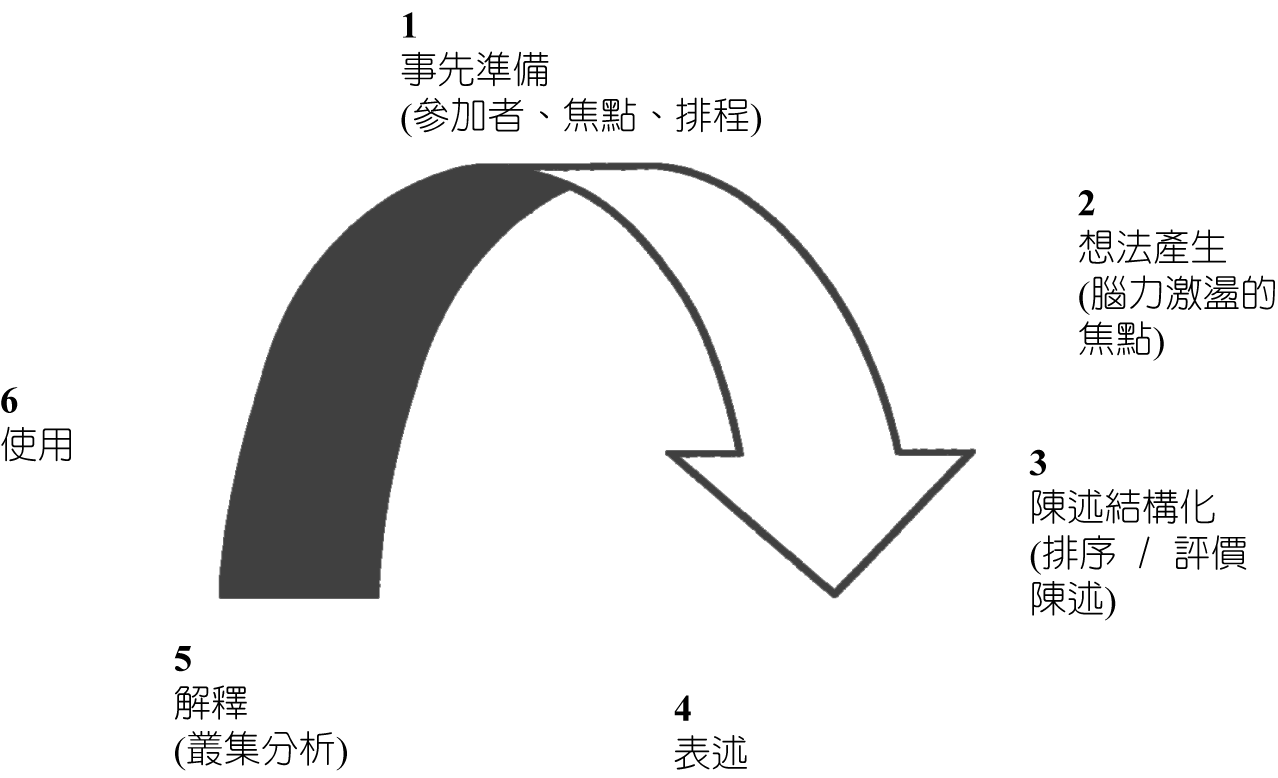 1
事先準備
(參加者、焦點、排程)
2
想法產生
(腦力激盪的
焦點)
3
陳述結構化
(排序 / 評價
陳述)
4
表述
5
解釋
(叢集分析)
6
使用